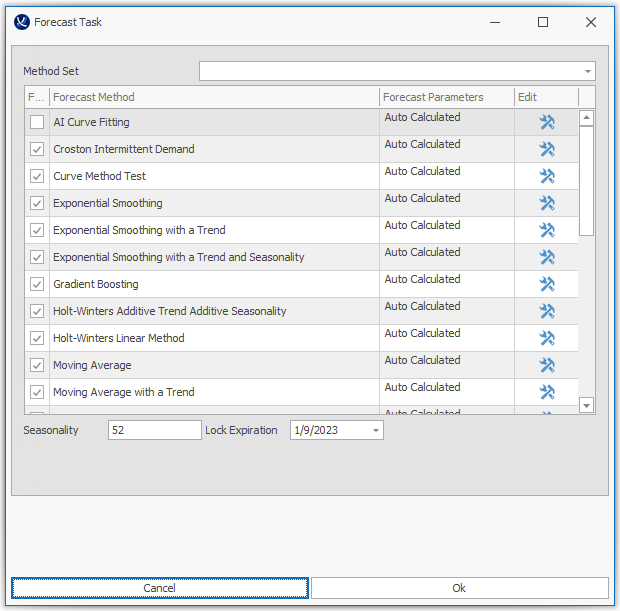 Forecast Task
Method Set
F... Forecast Method Forecast Parameters Edit
AI Curve Fitting Auto Calculated
Croston Intermittent Demand Auto Calculated
Curve Method Test Auto Calculated
Exponential Smoothing Auto Calculated
Exponential Smoothing with a Trend Auto Calculated
Exponential Smoothing with a Trend and Seasonality Auto Calculated
Gradient Boosting Auto Calculated
Holt-Winters Additive Trend Additive Seasonality Auto Calculated
Holt-Winters Linear Method Auto Calculated
Moving Average Auto Calculated
Moving Average with a Trend Auto Calculated
Auto Calculated
Seasonality 52 Lock Expiration 1/9/2023
Cancel Ok